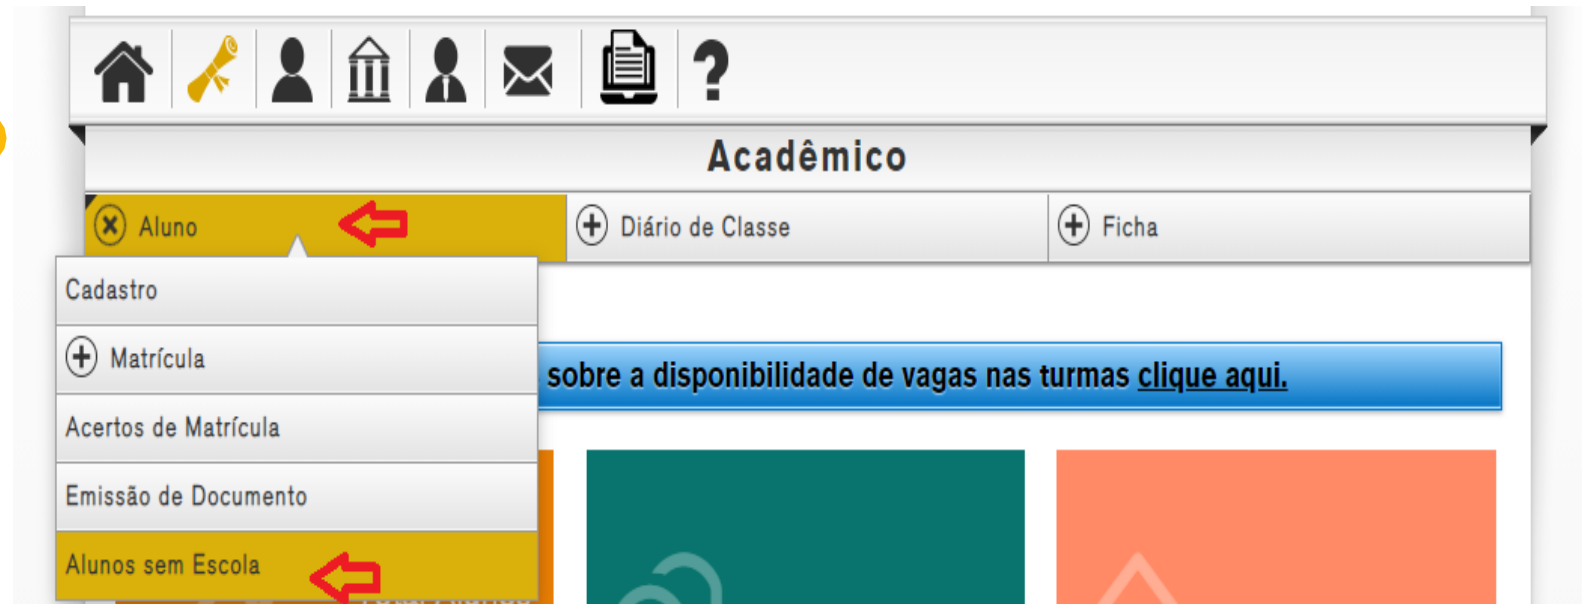 Acadêmico
Aluno
Diário de Classe
Ficha
Cadastro
Matrícula
Acertos de Matrícula
Emissão de Documento
Alunos sem Escola
sobre a disponibilidade de vagas nas turmas clique aqui.